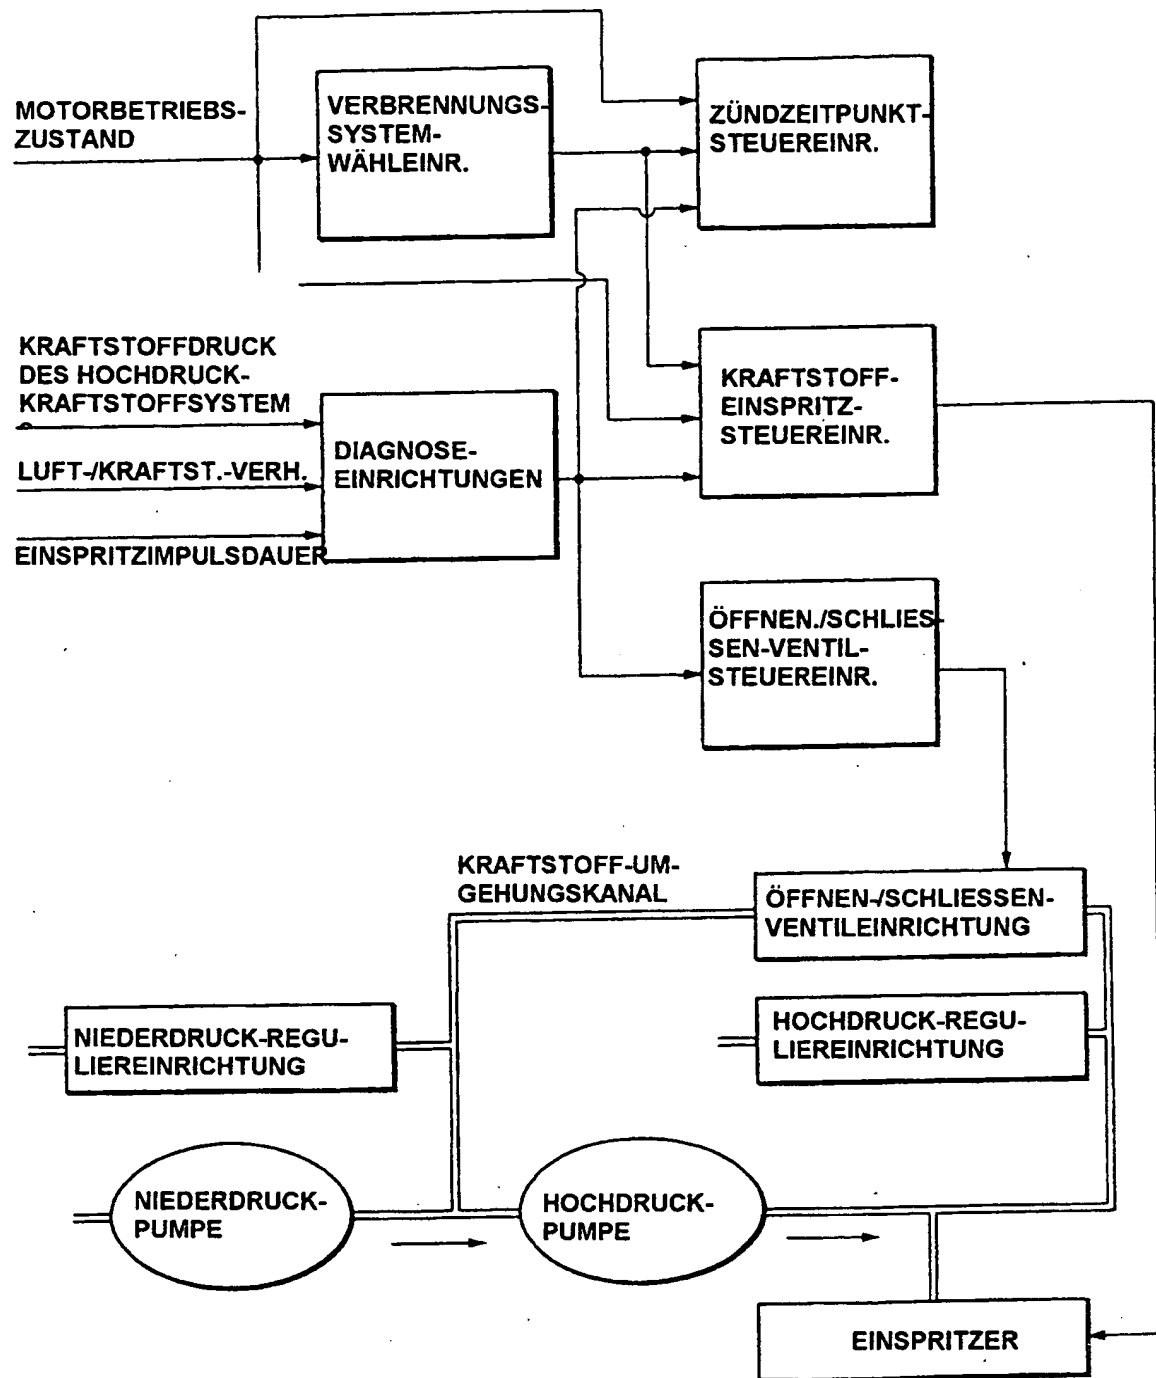 MOTORBETRIEBS-
ZUSTAND
VERBRENNUNGS-
SYSTEM-
WÄHLEINR.
ZÜNDZEITPUNKT-
STEUEREINR.
KRAFTSTOFFDRUCK
DES HOCHDRUCK-
KRAFTSTOFFSYSTEM
LUFT-/KRAFTST.-VERH.
EINSPRITZIMPULSDAUER
DIAGNOSE-
EINRICHTUNGEN
KRAFTSTOFF-
EINSPRITZ-
STEUEREINR.
ÖFFNEN./SCHLIES-
SEN-VENTIL-
STEUEREINR.
KRAFTSTOFF-UM-
GEHUNGSKANAL
ÖFFNEN-/SCHLIESSEN-
VENTILEINRICHTUNG
NIEDERDRUCK-REGU-
LIEREINRICHTUNG
HOCHDRUCK-REGU-
LIEREINRICHTUNG
NIEDERDRUCK-
PUMPE
HOCHDRUCK-
PUMPE
EINSPRITZER